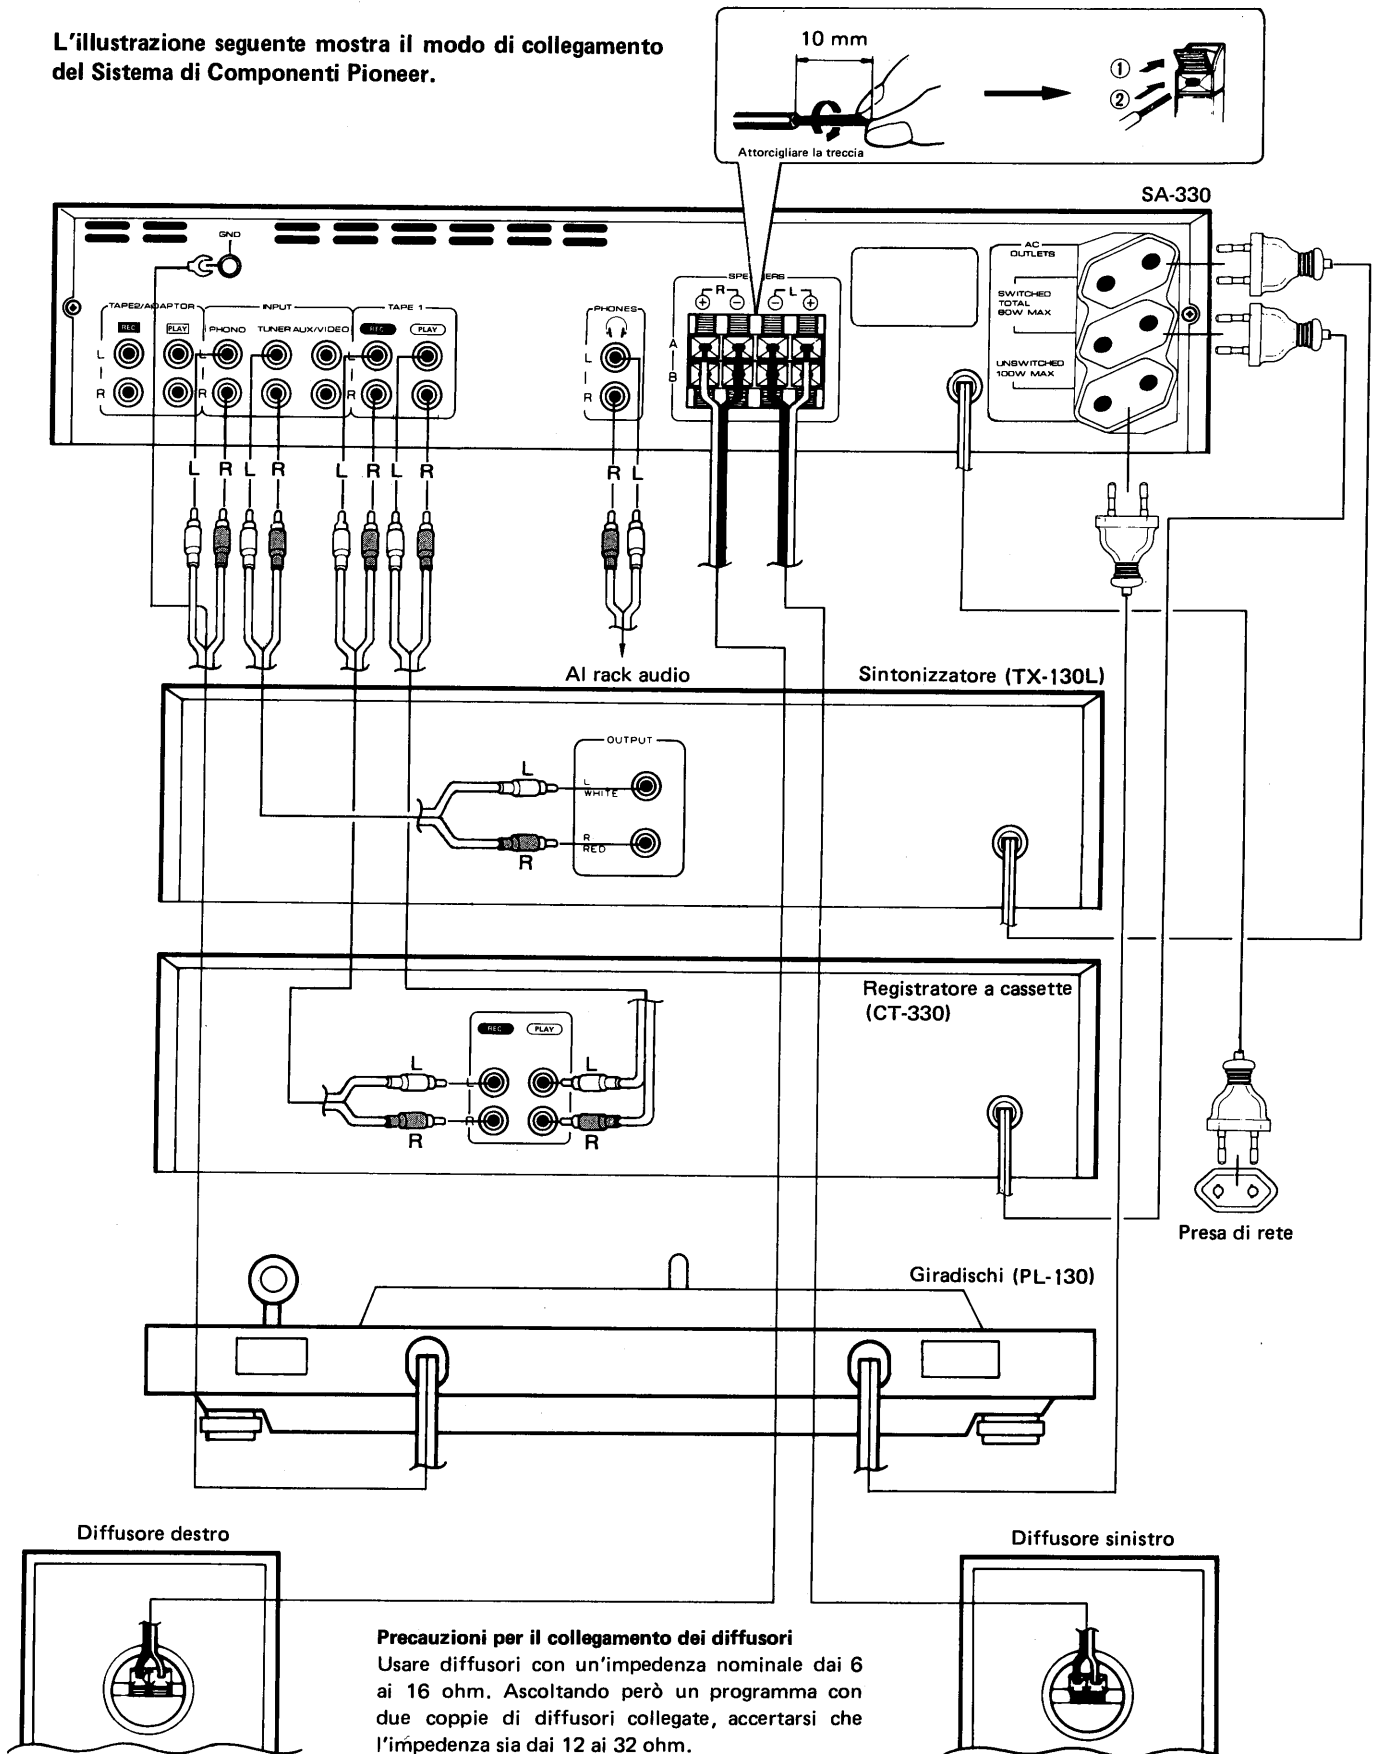 L'illustrazione seguente mostra il modo di collegamento
del Sistema di Componenti Pioneer.
10 mm
①
②
Attorcigliare la treccia
SA-330
GND
TAPE2/ADAPTOR
INPUT
TAPE 1
REC
PLAY
PHONO
TUNER
AUX/VIDEO
REC
PLAY
L
R
L
R
L
R
PHONES
L
R
SPEAKERS
R
L
+ − − +
A
B
AC
OUTLETS
SWITCHED
TOTAL
60W MAX
UNSWITCHED
100W MAX
L R L R
L R L R
R L
Al rack audio
Sintonizzatore (TX-130L)
OUTPUT
L
L
WHITE
R
RED
R
Registratore a cassette
(CT-330)
REC
PLAY
L
L
L
R
R
R
Presa di rete
Giradischi (PL-130)
Diffusore destro
Diffusore sinistro
Precauzioni per il collegamento dei diffusori
Usare diffusori con un'impedenza nominale dai 6
ai 16 ohm. Ascoltando però un programma con
due coppie di diffusori collegate, accertarsi che
l'impedenza sia dai 12 ai 32 ohm.